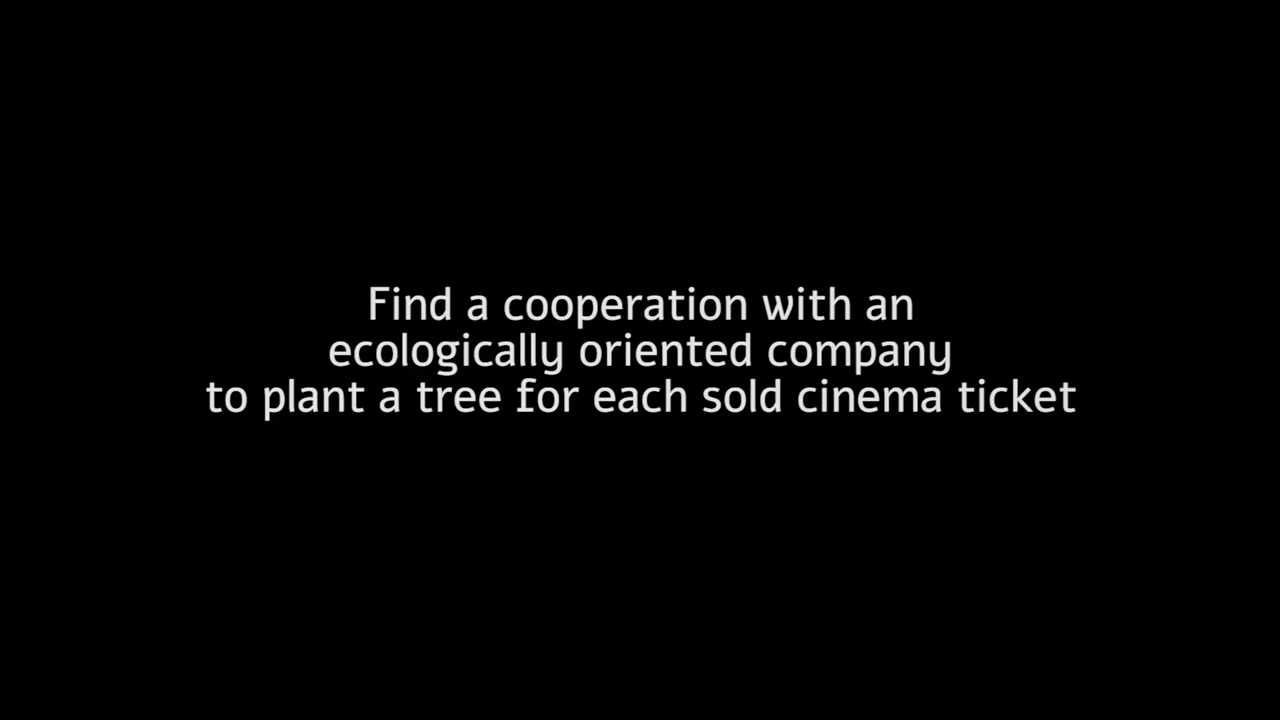 Find a cooperation with an
ecologically oriented company
to plant a tree for each sold cinema ticket